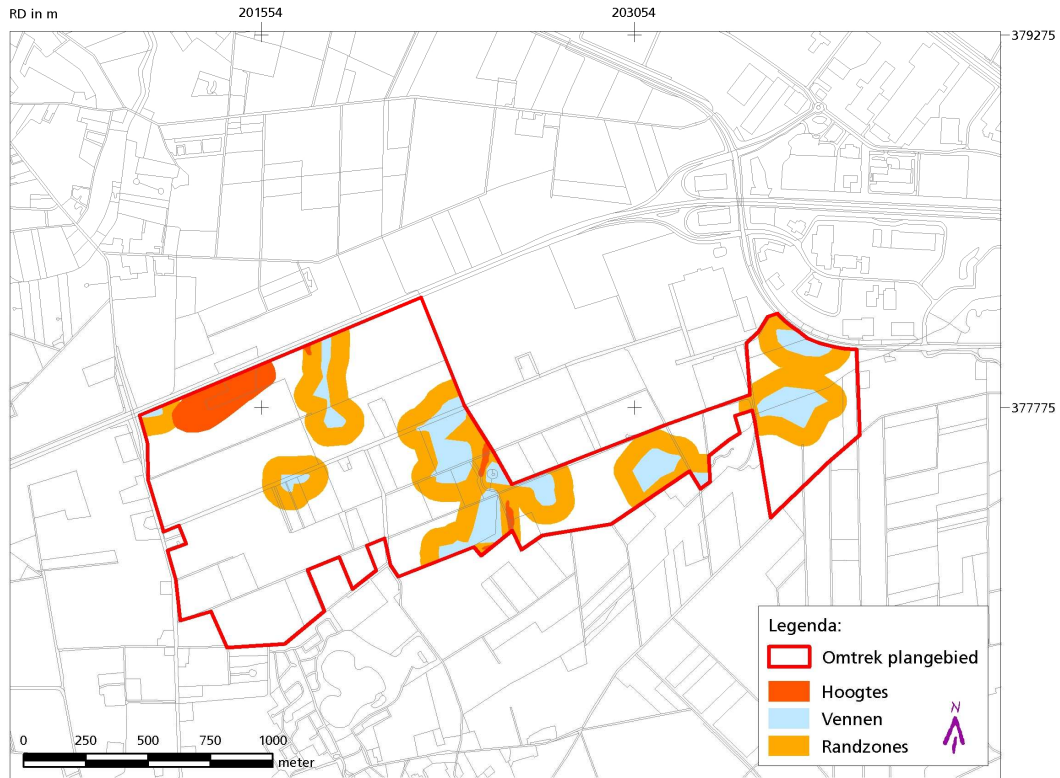 RD in m
201554
203054
379275
377775
Legenda:
Omtrek plangebied
Hoogtes
Vennen
Randzones
N
0 250 500 750 1000
meter